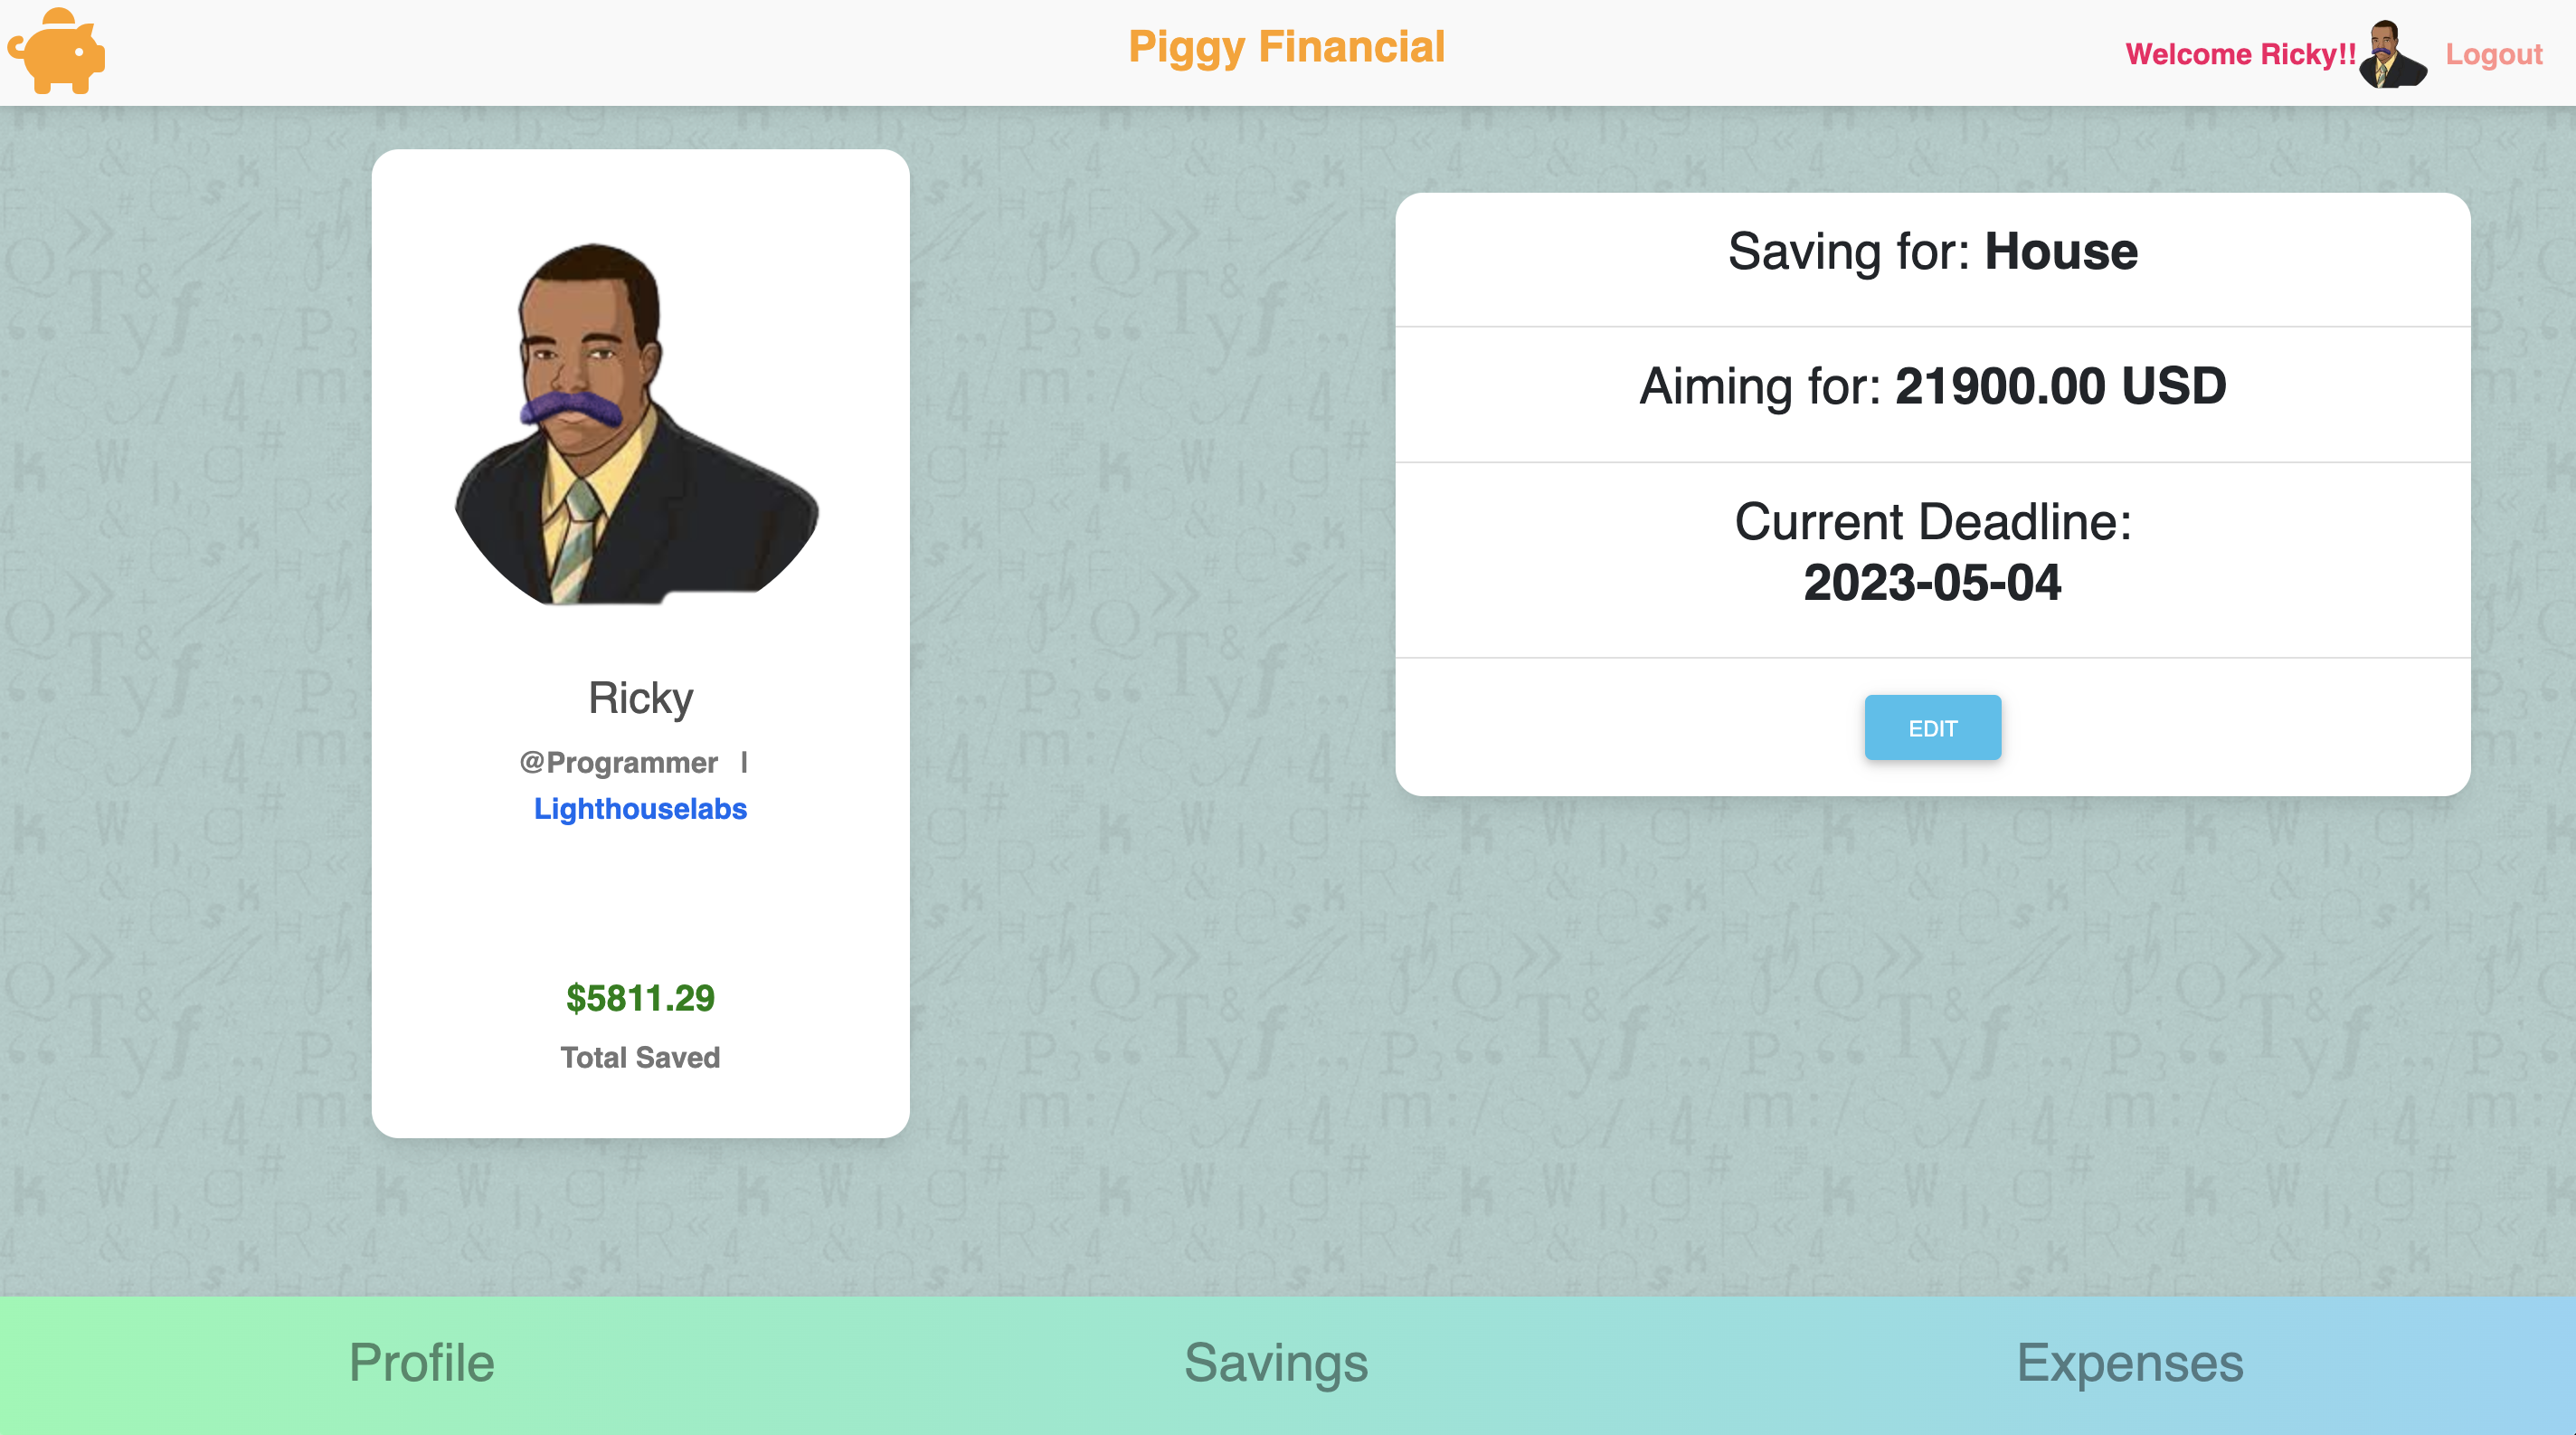 Piggy Financial
Welcome Ricky!!
Logout
Ricky
@Programmer |
Lighthouselabs
$5811.29
Total Saved
Saving for: House
Aiming for: 21900.00 USD
Current Deadline:
2023-05-04
EDIT
Profile
Savings
Expenses